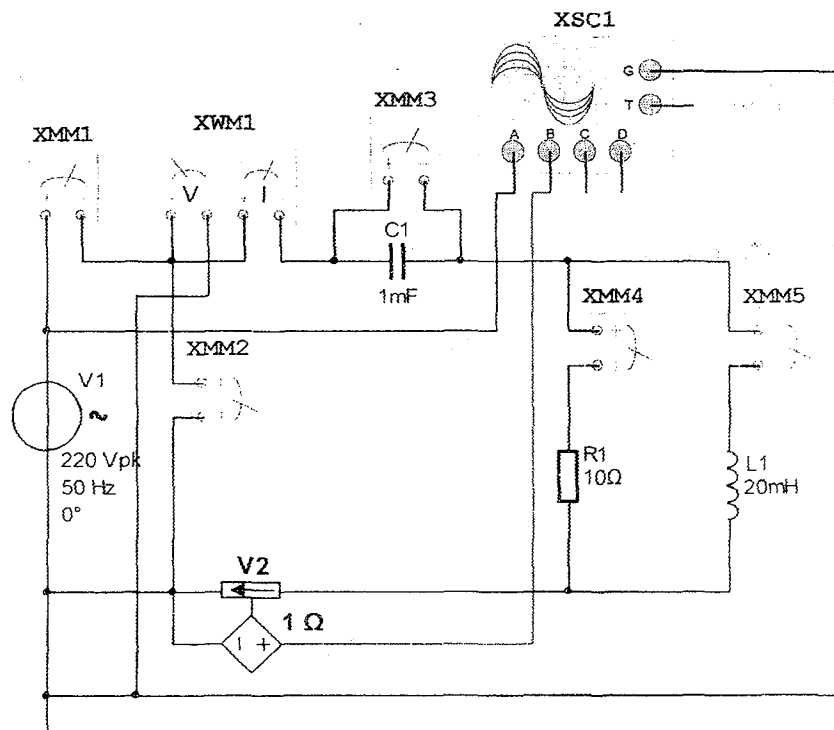 XSC1
G
T
A B C D
XMM3
XMM1
XWM1
V I
C1
1mF
XMM4
XMM5
XMM2
V1
~
220 Vpk
50 Hz
0°
R1
10Ω
L1
20mH
V2
1 Ω